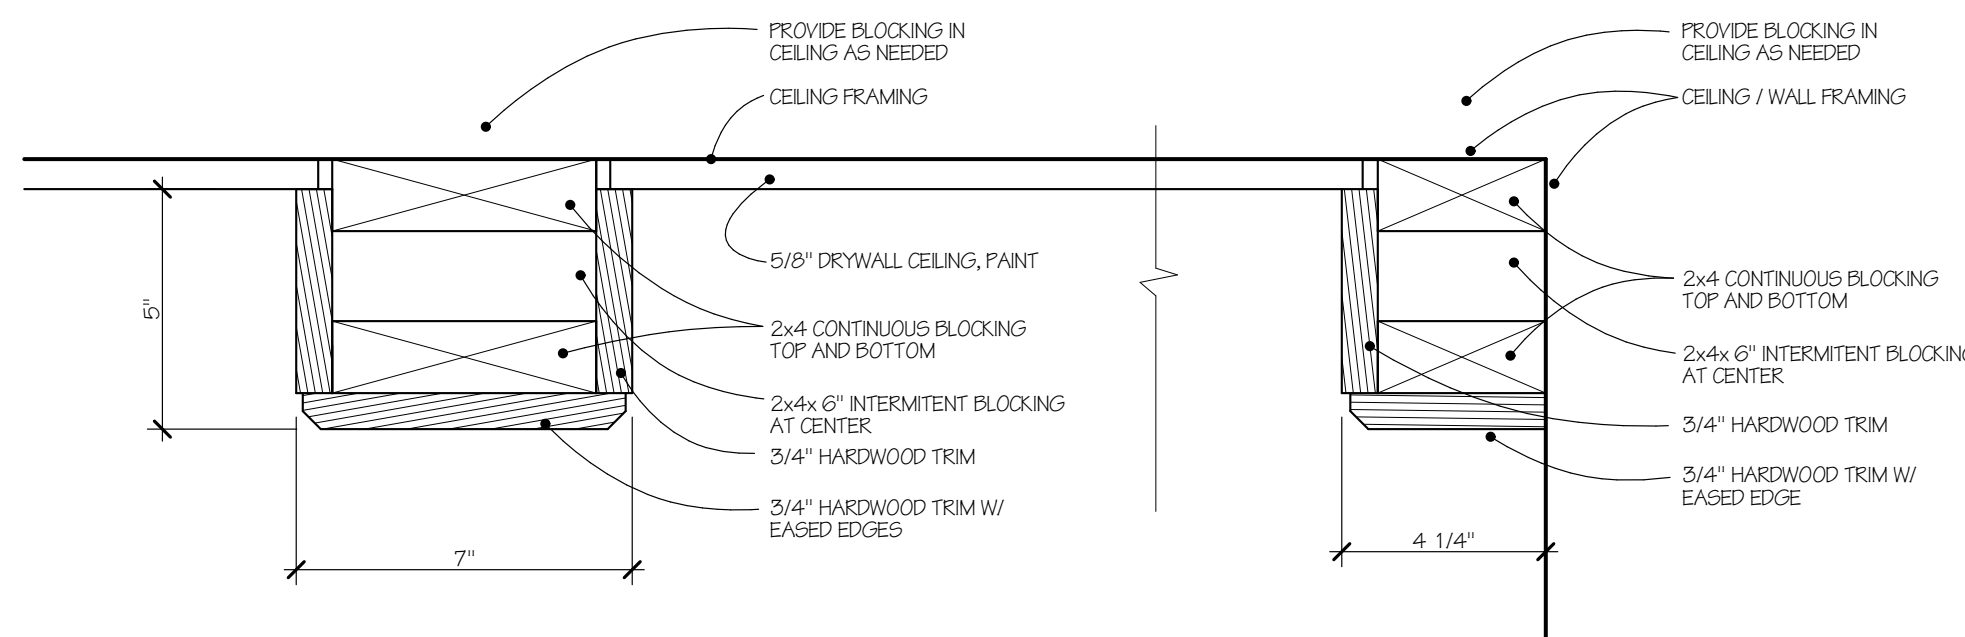 PROVIDE BLOCKING IN
CEILING AS NEEDED
CEILING FRAMING
5/8" DRYWALL CEILING, PAINT
2x4 CONTINUOUS BLOCKING
TOP AND BOTTOM
2x4x 6" INTERMITENT BLOCKING
AT CENTER
3/4" HARDWOOD TRIM
3/4" HARDWOOD TRIM W/
EASED EDGES
5"
7"
PROVIDE BLOCKING IN
CEILING AS NEEDED
CEILING / WALL FRAMING
2x4 CONTINUOUS BLOCKING
TOP AND BOTTOM
2x4x 6" INTERMITENT BLOCKING
AT CENTER
3/4" HARDWOOD TRIM
3/4" HARDWOOD TRIM W/
EASED EDGE
4 1/4"